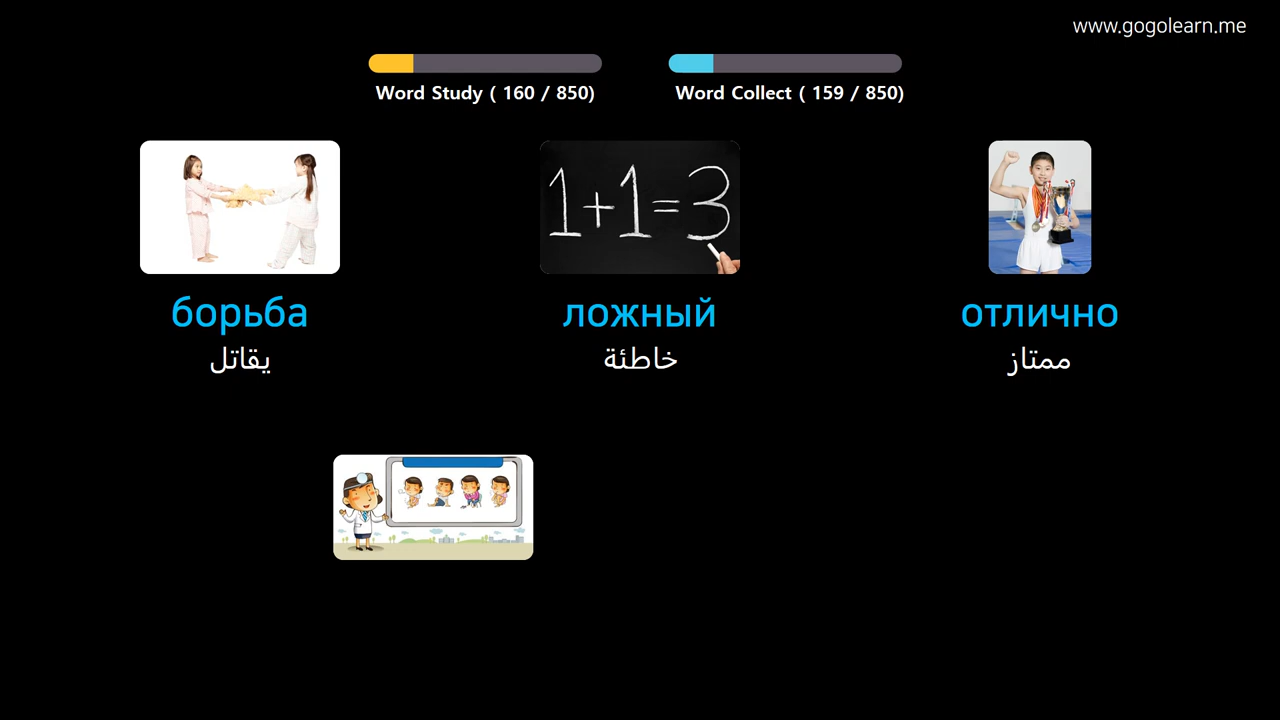 www.gogolearn.me
Word Study ( 160 / 850)
Word Collect ( 159 / 850)
1+1=3
борьба
ложный
отлично
يقاتل
خاطئة
ممتاز